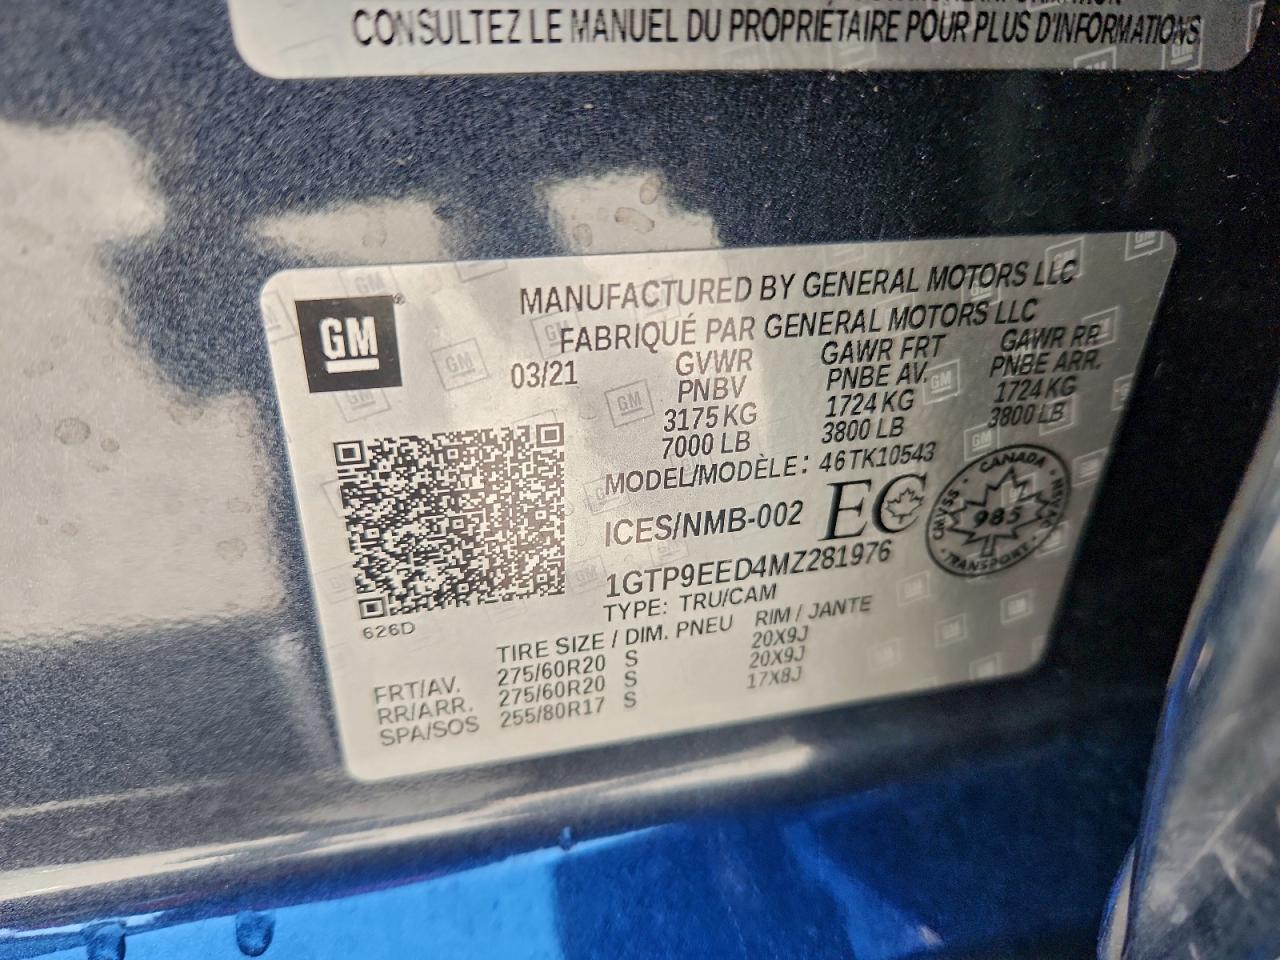 CONSULTEZ LE MANUEL DU PROPRIÉTAIRE POUR PLUS D'INFORMATIONS
GM
MANUFACTURED BY GENERAL MOTORS LLC
FABRIQUÉ PAR GENERAL MOTORS LLC
03/21
GVWR GAWR FRT GAWR RR
PNBV PNBE AV. PNBE ARR.
3175 KG 1724 KG 1724 KG
7000 LB 3800 LB 3800 LB
MODEL/MODÈLE: 46TK10543
ICES/NMB-002 EC
CANADA
CMVSS 985 NSVAC
TRANSPORT
1GTP9EED4MZ281976
TYPE: TRU/CAM
626D
TIRE SIZE / DIM. PNEU RIM / JANTE
FRT/AV. 275/60R20 S 20X9J
RR/ARR. 275/60R20 S 20X9J
SPA/SOS 255/80R17 S 17X8J